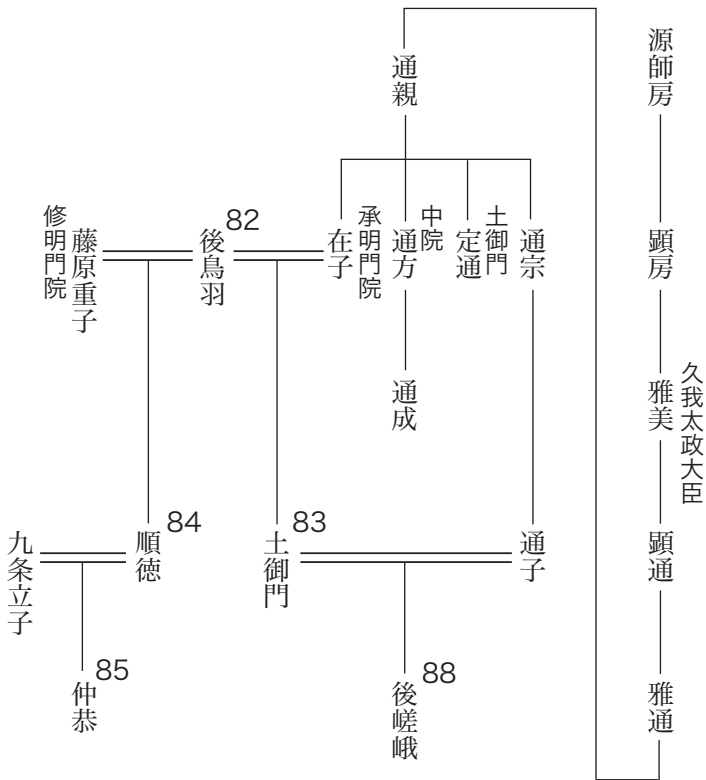 源師房
顕房
久我太政大臣
雅美
顕通
雅通
通親
通宗
土御門
定通
中院
通方
承明門院
在子
82
後鳥羽
藤原重子
修明門院
通成
通子
83
土御門
84
順徳
九条立子
88
後嵯峨
85
仲恭